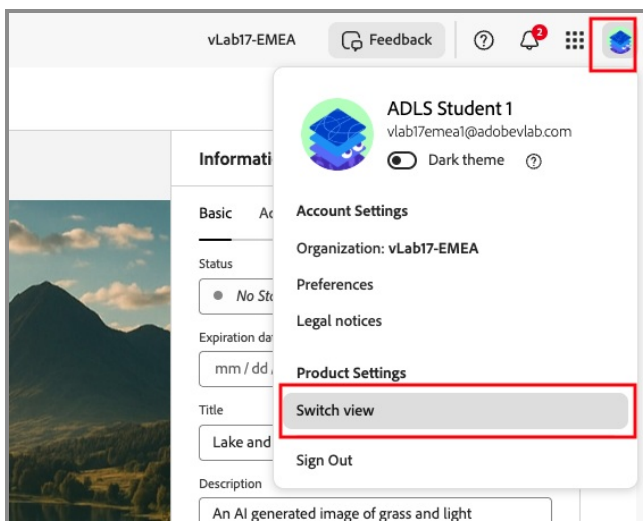 vLab17-EMEA
Feedback
2
ADLS Student 1
vlab17emea1@adobevlab.com
Dark theme
Informati
Basic
Ac
Account Settings
Organization: vLab17-EMEA
Status
No Sta
Preferences
Legal notices
Expiration da
mm / dd /
Product Settings
Title
Switch view
Lake and
Sign Out
Description
An AI generated image of grass and light